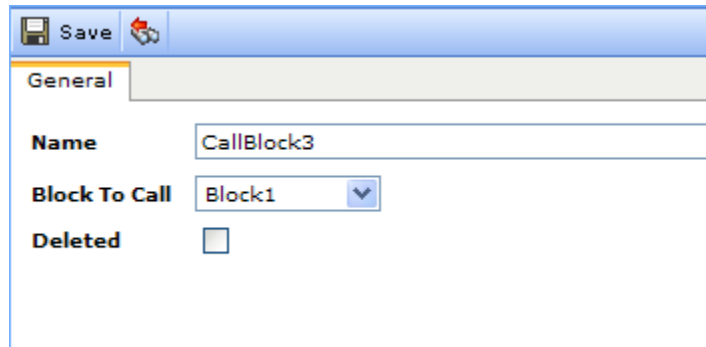 Save
General
Name CallBlock3
Block To Call Block1
Deleted